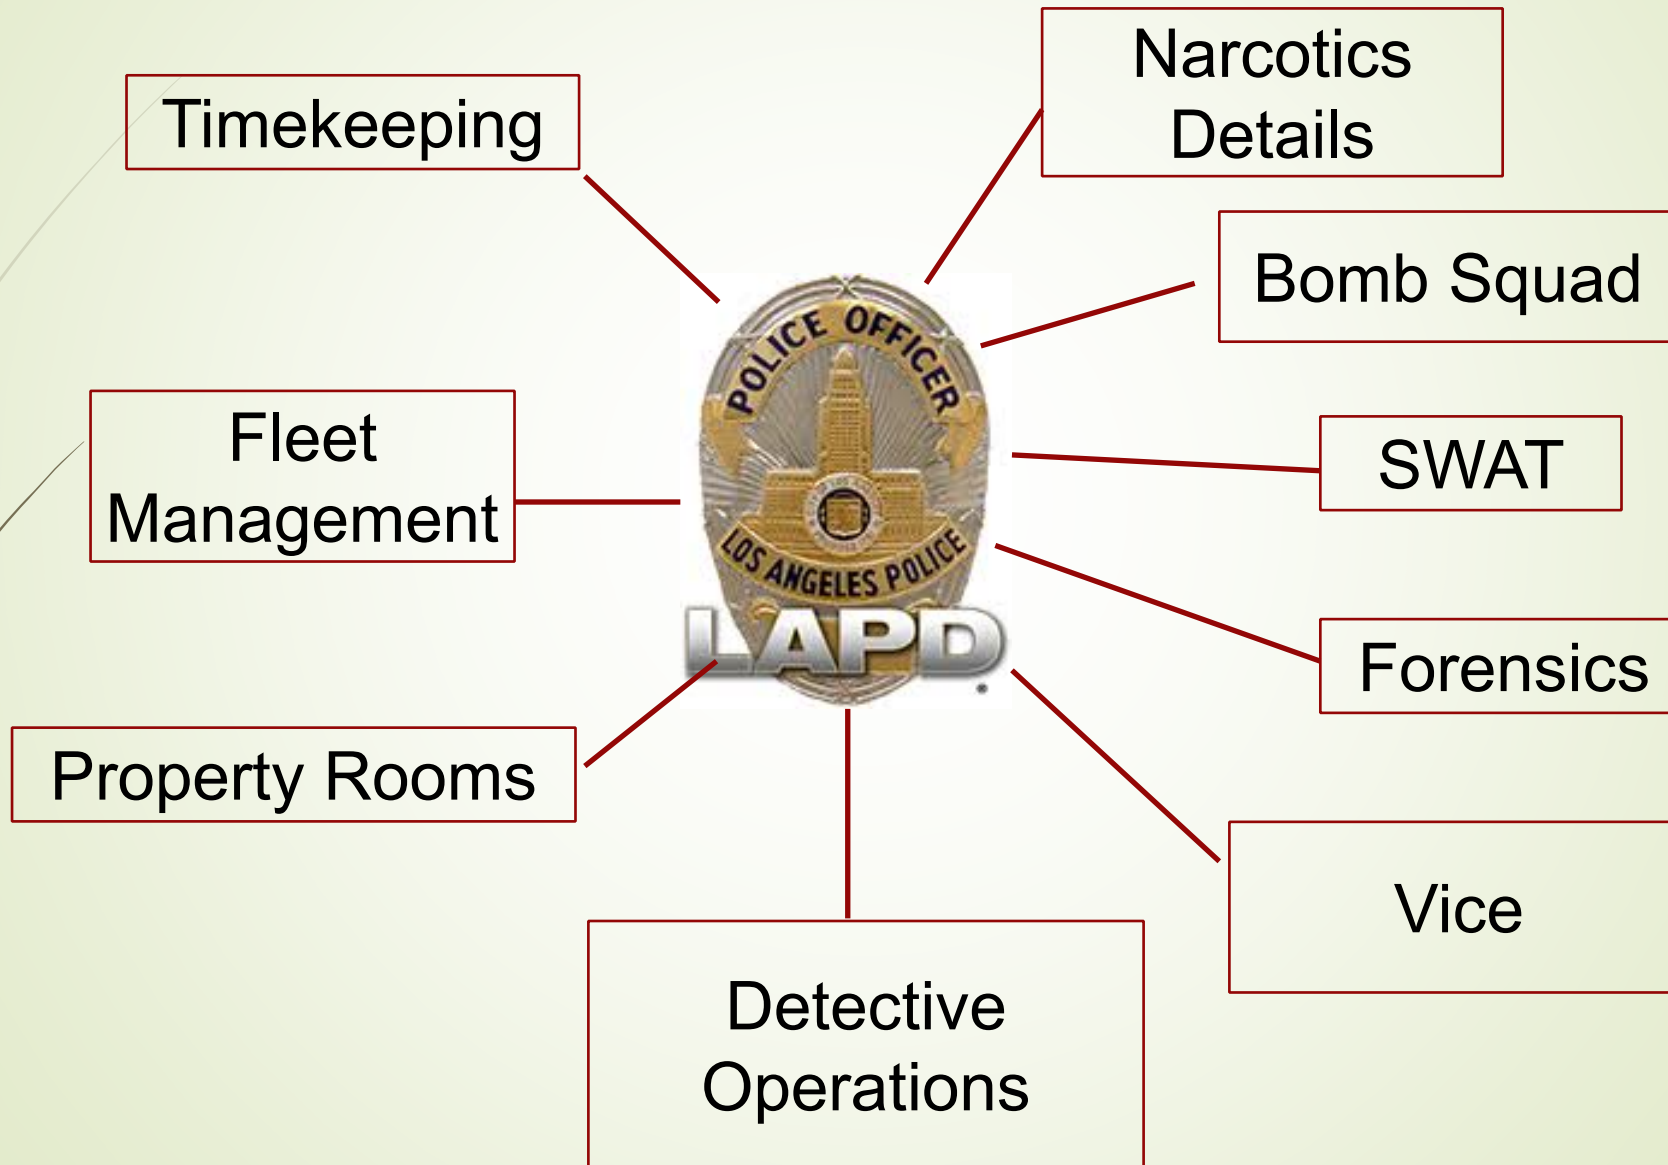 Narcotics
Details
Timekeeping
Bomb Squad
POLICE OFFICER
Fleet
Management
SWAT
LOS ANGELES POLICE
LAPD
Forensics
Property Rooms
Vice
Detective
Operations